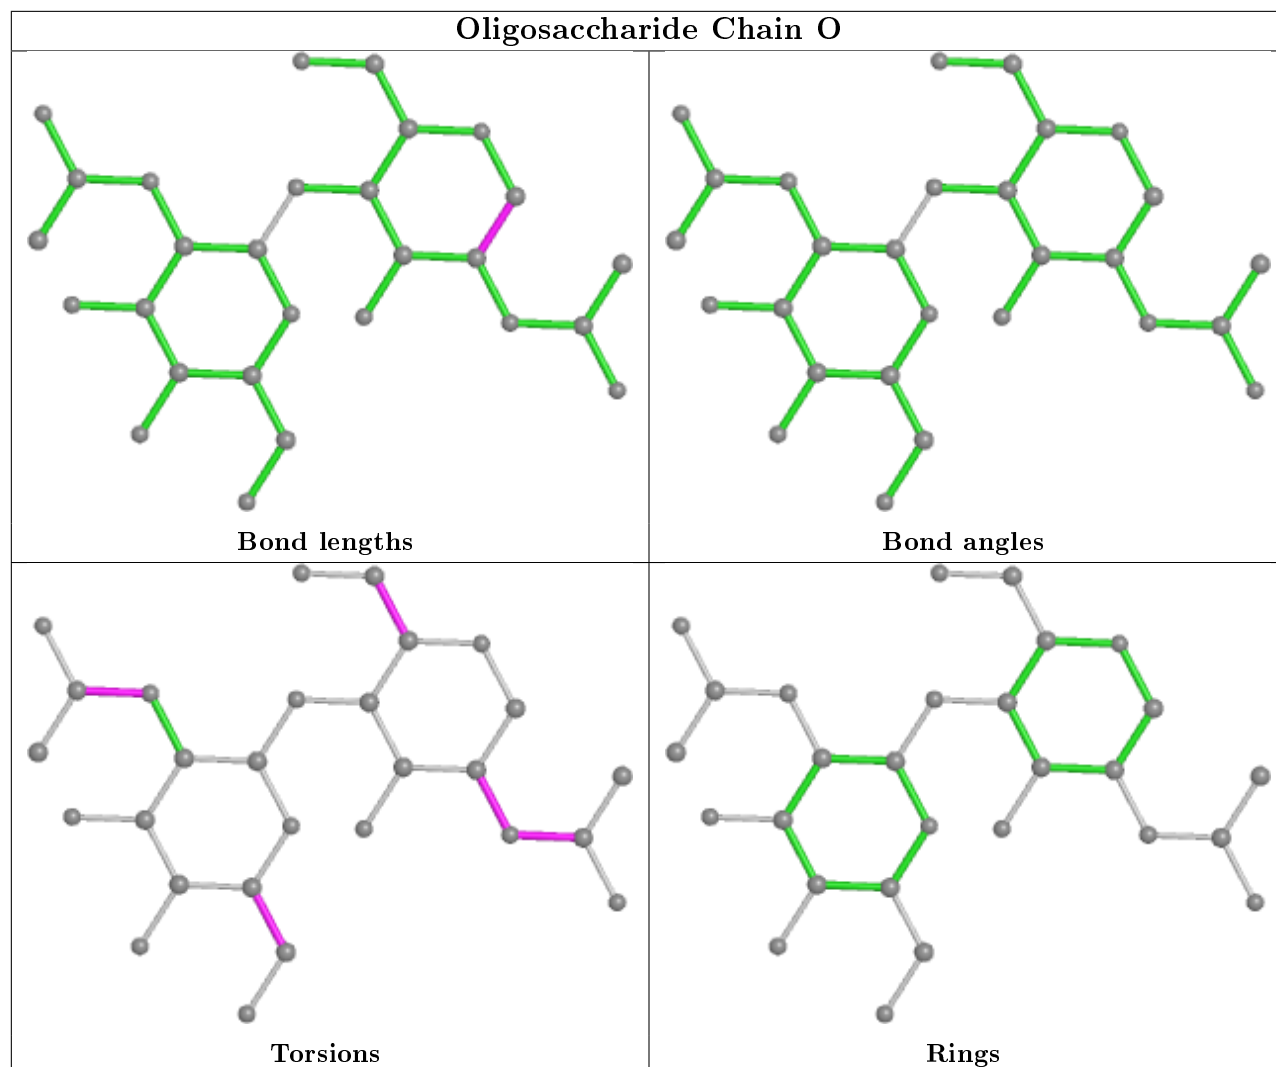 Oligosaccharide Chain O
Bond lengths
Bond angles
Torsions
Rings